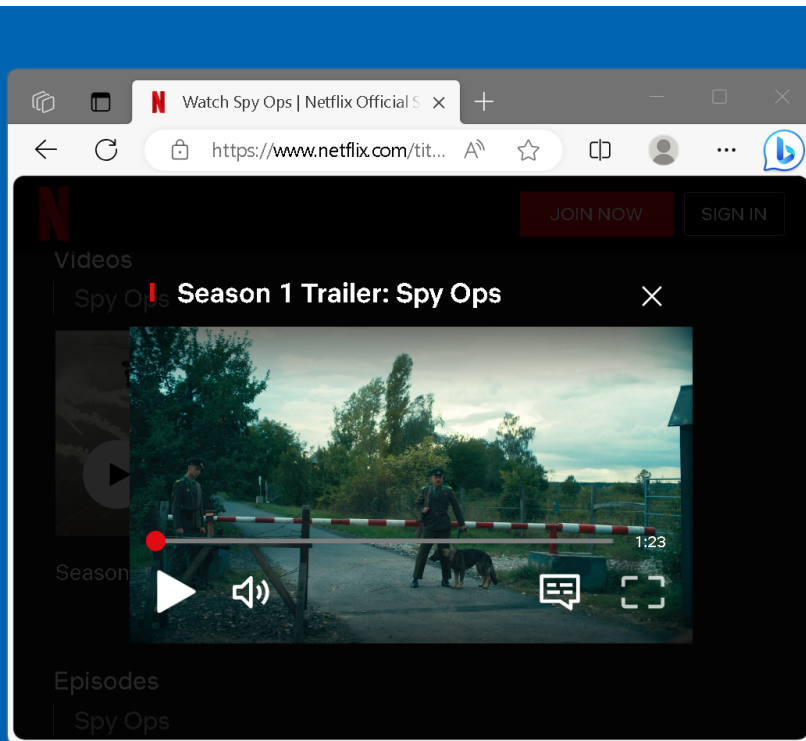 Watch Spy Ops | Netflix Official S
https://www.netflix.com/tit...
JOIN NOW
SIGN IN
Videos
Spy Ops
Season 1 Trailer: Spy Ops
1:23
Season
Episodes
Spy Ops